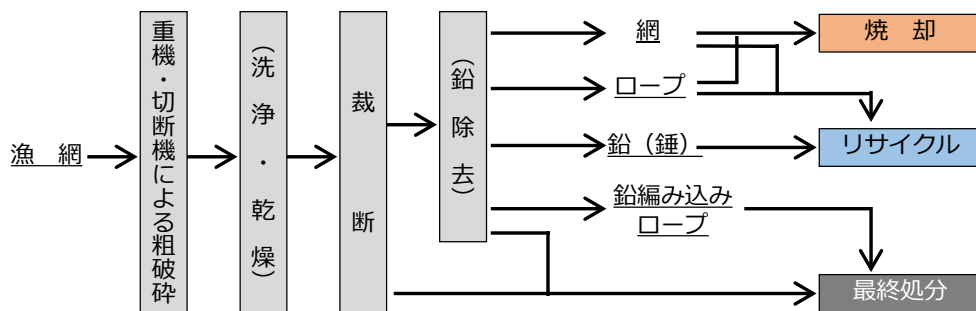 漁　網
重機・切断機による粗破砕
（洗浄・乾燥）
裁　断
（鉛除去）
網
ロープ
鉛（錘）
鉛編み込み
ロープ
焼　却
リサイクル
最終処分